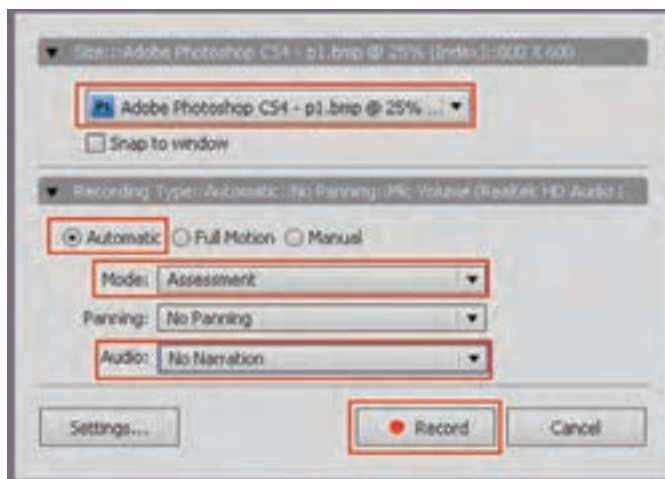 Size:::Adobe Photoshop CS4 - p1.bmp @ 25% (Index)::800 X 600
Ps Adobe Photoshop CS4 - p1.bmp @ 25% ...
Snap to window
Recording Type: Automatic::No Panning::Mic Volume (Realtek HD Audio I...
Automatic Full Motion Manual
Mode: Assessment
Panning: No Panning
Audio: No Narration
Settings... Record Cancel